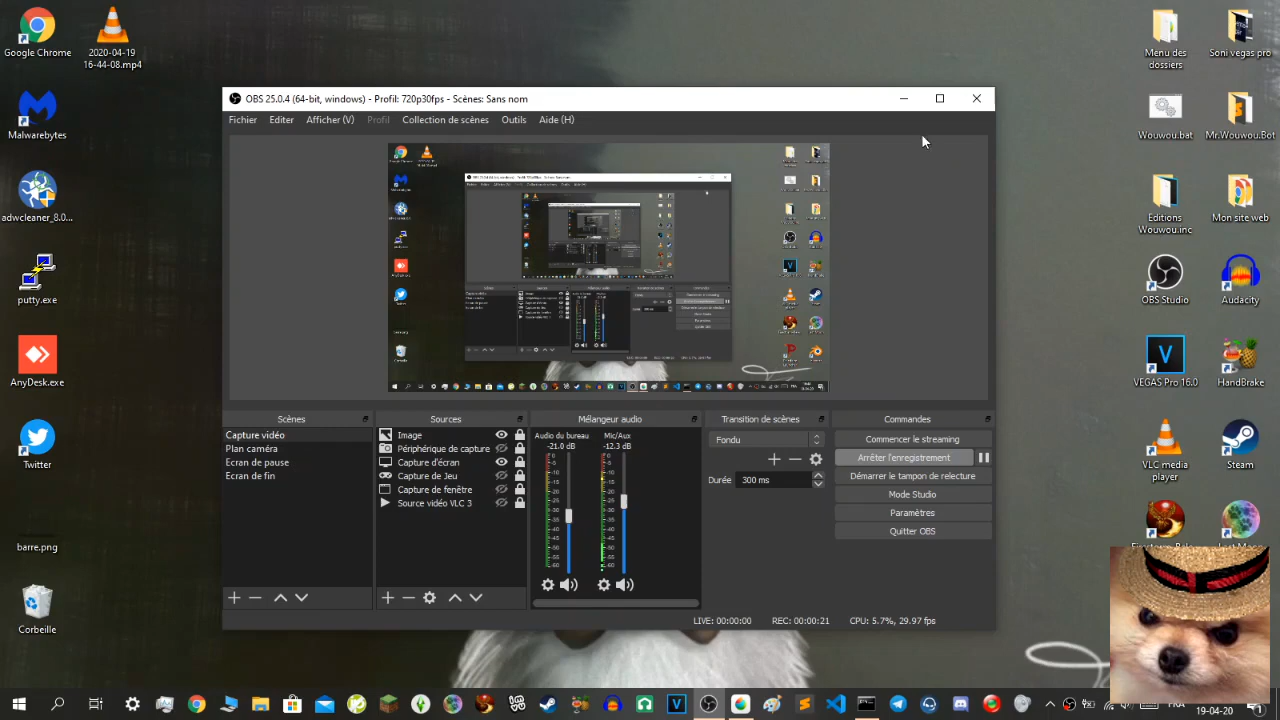 Google Chrome
2020-04-19
16-44-08.mp4
Malwarebytes
adwcleaner_8.0...
putty.exe
AnyDesk.exe
Twitter
barre.png
Corbeille
OBS 25.0.4 (64-bit, windows) - Profil: 720p30fps - Scènes: Sans nom
Fichier Editer Afficher (V) Profil Collection de scènes Outils Aide (H)
Scènes
Capture vidéo
Plan caméra
Ecran de pause
Ecran de fin
Sources
Image
Périphérique de capture
Capture d'écran
Capture de Jeu
Capture de fenêtre
Source vidéo VLC 3
Mélangeur audio
Audio du bureau Mic/Aux
-21.0 dB -12.3 dB
Transition de scènes
Fondu
Durée 300 ms
Commandes
Commencer le streaming
Arrêter l'enregistrement
Démarrer le tampon de relecture
Mode Studio
Paramètres
Quitter OBS
LIVE: 00:00:00 REC: 00:00:21 CPU: 5.7%, 29.97 fps
Menu des
dossiers
Soni vegas pro
Wouwou.bat
Mr.Wouwou.Bot
Editions
Wouwou.inc
Mon site web
OBS Studio
Audacity
VEGAS Pro 16.0
HandBrake
VLC media
player
Steam
19-04-20